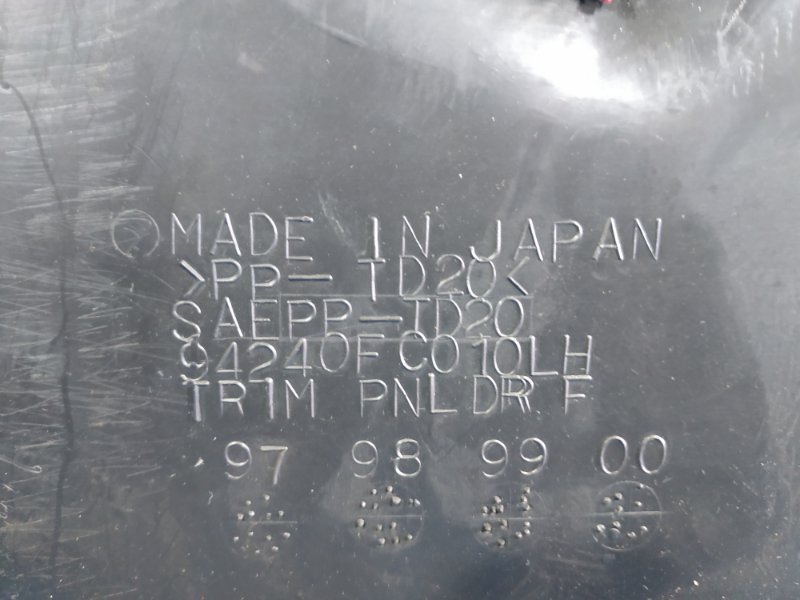 MADE IN JAPAN
>PP-TD20<
SAEPP-TD20
94240FC010LH
TRIM PNL DR F
97 98 99 00